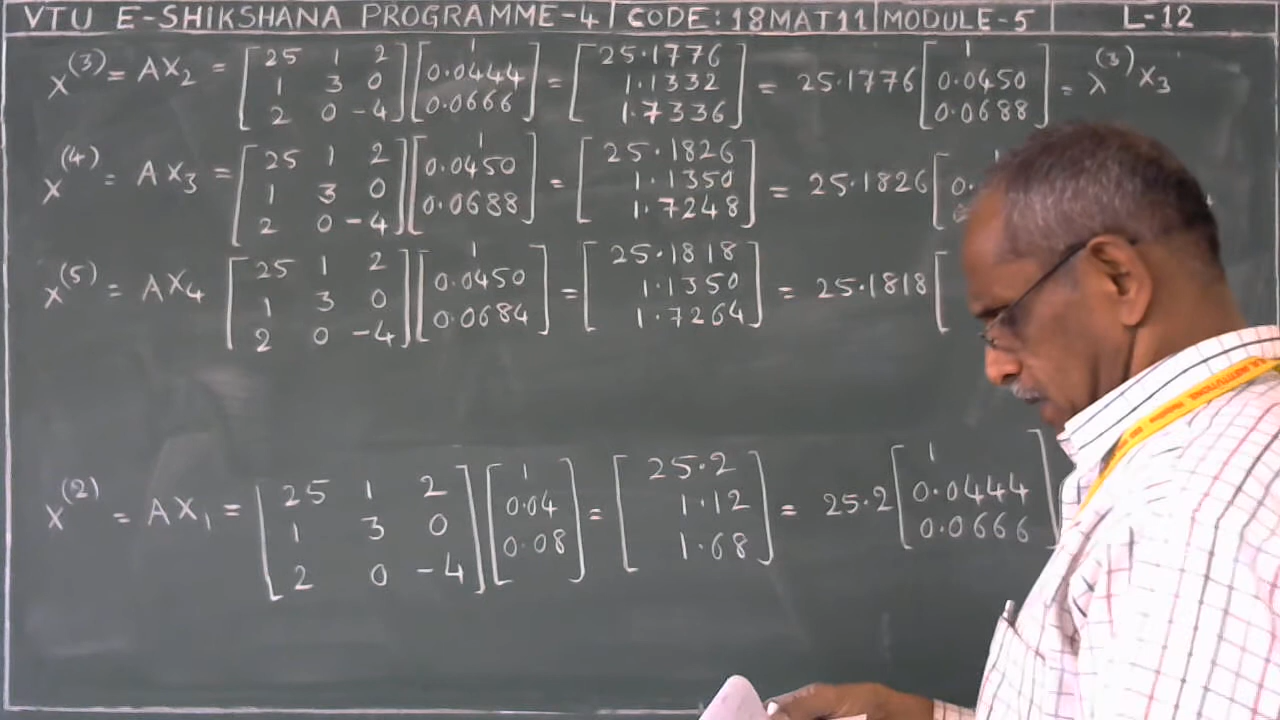 VTU E-SHIKSHANA PROGRAMME-4 CODE: 18MAT11 MODULE-5 L-12
X⁽³⁾ = AX₂ = [25 1 2; 1 3 0; 2 0 -4] [1; 0.0444; 0.0666] = [25.1776; 1.1332; 1.7336] = 25.1776 [1; 0.0450; 0.0688] = λ⁽³⁾X₃
X⁽⁴⁾ = AX₃ = [25 1 2; 1 3 0; 2 0 -4] [1; 0.0450; 0.0688] = [25.1826; 1.1350; 1.7248] = 25.1826 [1
X⁽⁵⁾ = AX₄ [25 1 2; 1 3 0; 2 0 -4] [1; 0.0450; 0.0684] = [25.1818; 1.1350; 1.7264] = 25.1818 [
X⁽²⁾ = AX₁ = [25 1 2; 1 3 0; 2 0 -4] [1; 0.04; 0.08] = [25.2; 1.12; 1.68] = 25.2 [1; 0.0444; 0.0666]